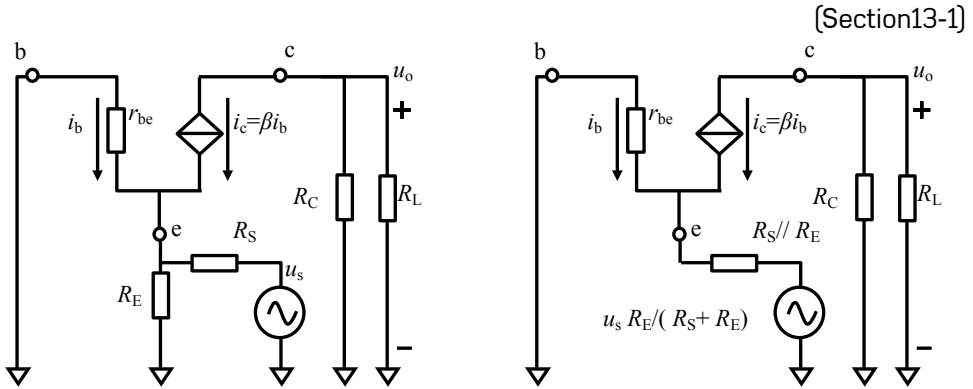 (Section13-1)
b
c
u_o
+
i_b
r_be
i_c=βi_b
R_C
R_L
e
R_S
u_s
R_E
−
b
c
u_o
+
i_b
r_be
i_c=βi_b
R_C
R_L
e
R_S// R_E
u_s R_E/( R_S+ R_E)
−